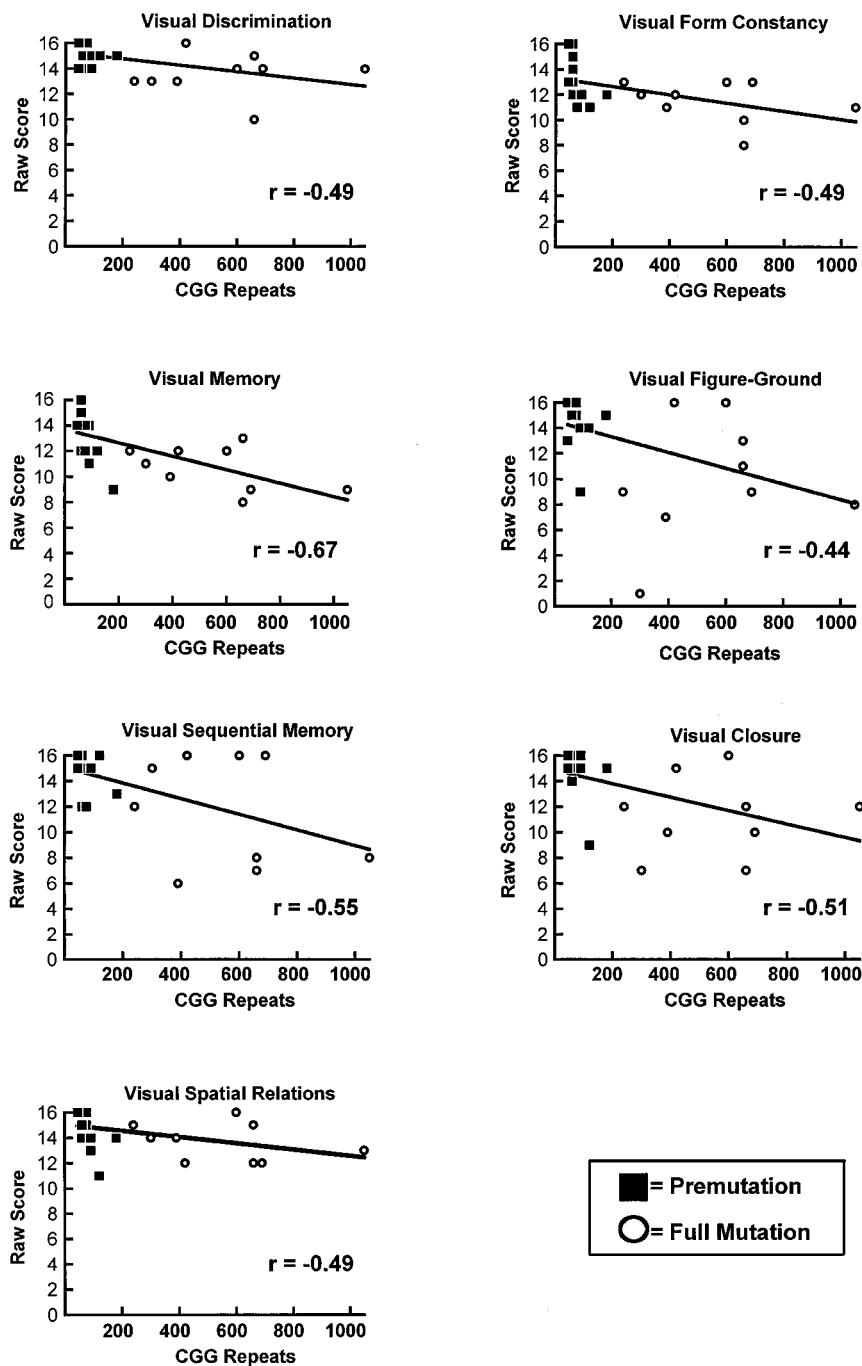 Visual Discrimination
Raw Score
16
14
12
10
8
6
4
2
0
r = -0.49
200 400 600 800 1000
CGG Repeats
Visual Form Constancy
Raw Score
16
14
12
10
8
6
4
2
0
r = -0.49
200 400 600 800 1000
CGG Repeats
Visual Memory
Raw Score
16
14
12
10
8
6
4
2
0
r = -0.67
200 400 600 800 1000
CGG Repeats
Visual Figure-Ground
Raw Score
16
14
12
10
8
6
4
2
0
r = -0.44
200 400 600 800 1000
CGG Repeats
Visual Sequential Memory
Raw Score
16
14
12
10
8
6
4
2
0
r = -0.55
200 400 600 800 1000
CGG Repeats
Visual Closure
Raw Score
16
14
12
10
8
6
4
2
0
r = -0.51
200 400 600 800 1000
CGG Repeats
Visual Spatial Relations
Raw Score
16
14
12
10
8
6
4
2
0
r = -0.49
200 400 600 800 1000
CGG Repeats
= Premutation
= Full Mutation